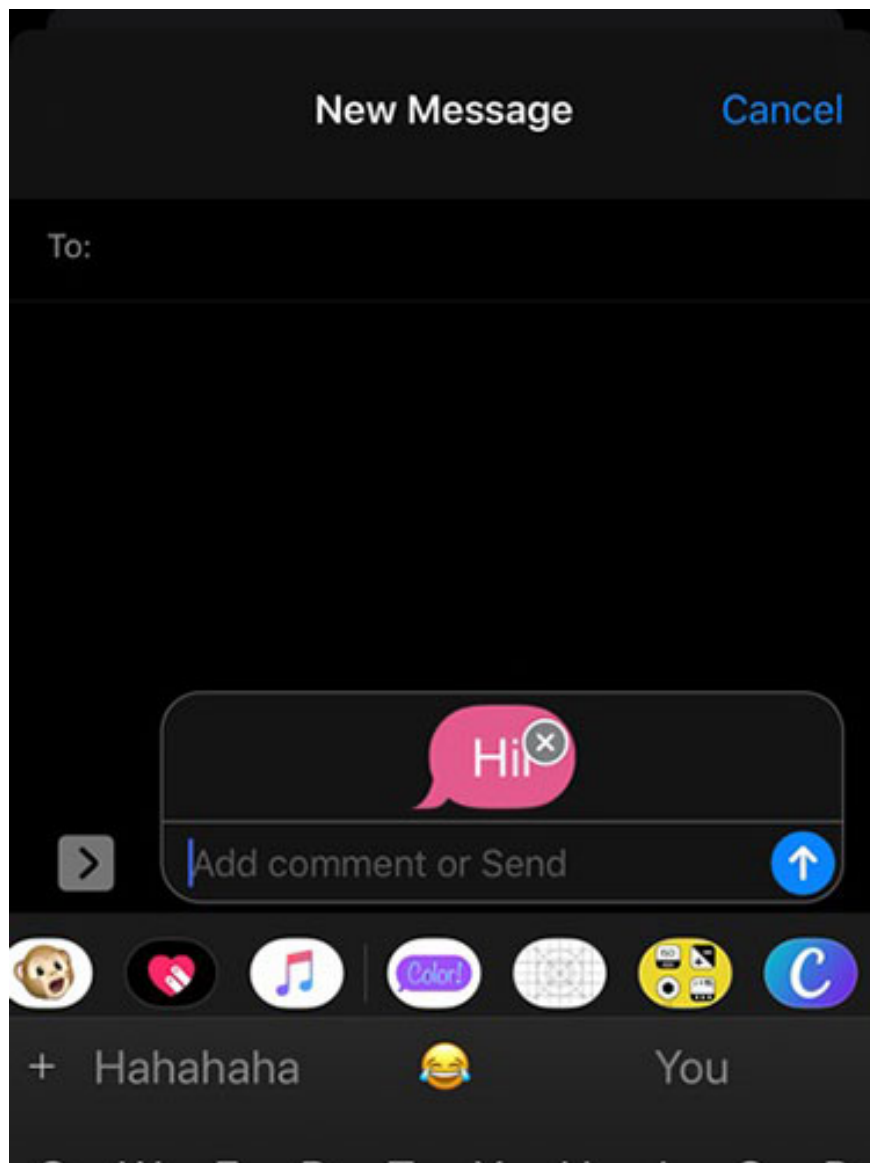 New Message
Cancel
To:
Hi
Add comment or Send
Color!
C
+ Hahahaha 😂 You